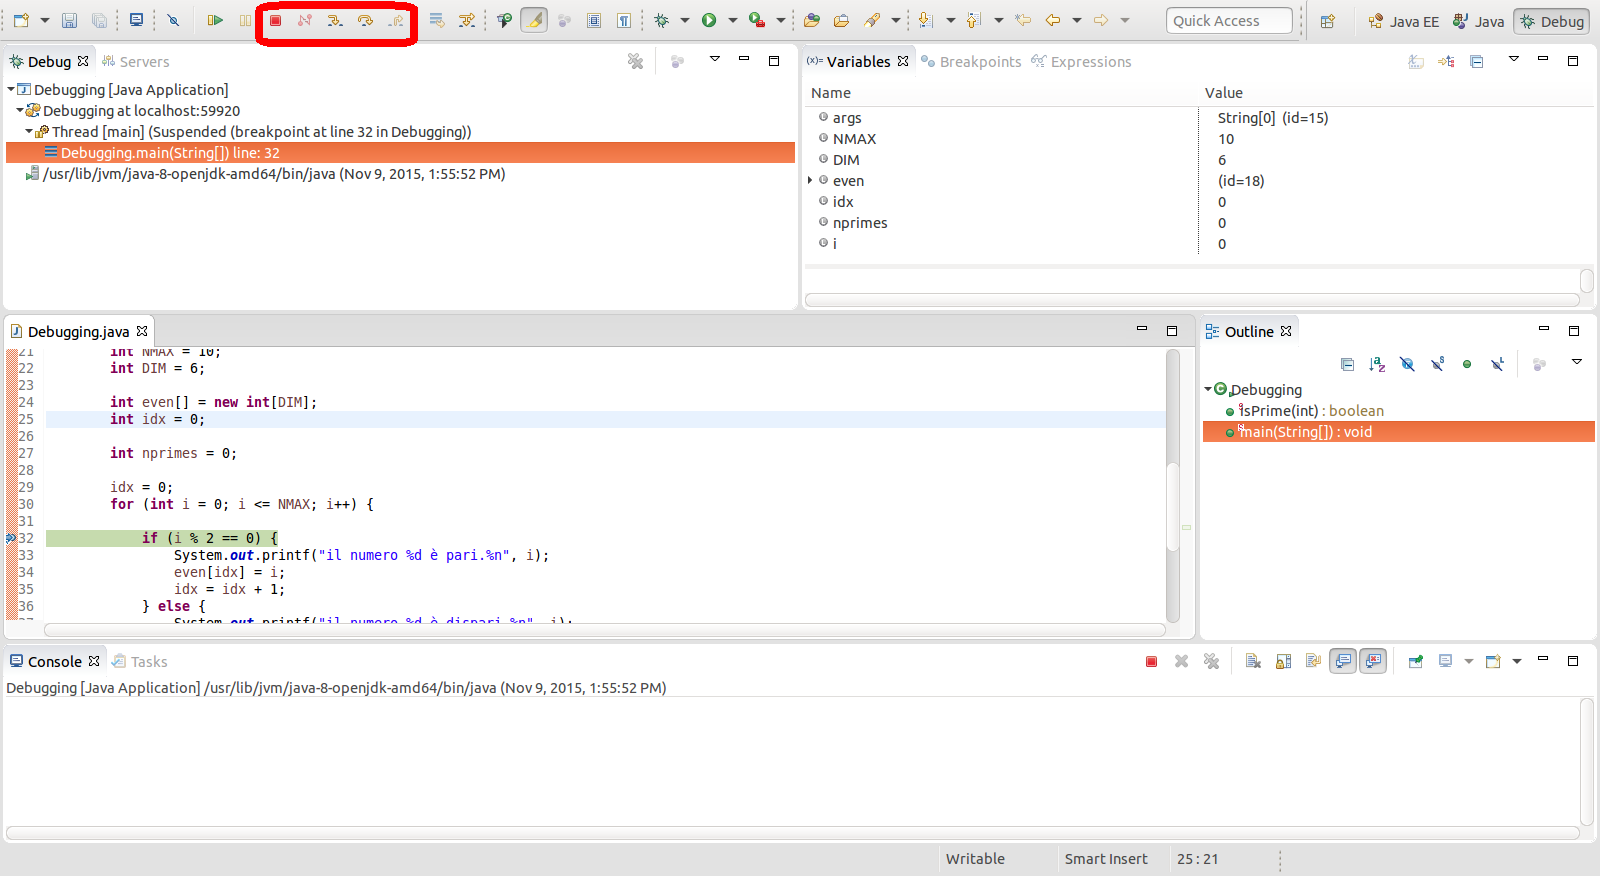 Quick Access
Java EE
Java
Debug
Debug
Servers
Debugging [Java Application]
Debugging at localhost:59920
Thread [main] (Suspended (breakpoint at line 32 in Debugging))
Debugging.main(String[]) line: 32
/usr/lib/jvm/java-8-openjdk-amd64/bin/java (Nov 9, 2015, 1:55:52 PM)
(x)= Variables
Breakpoints
Expressions
Name Value
args String[0] (id=15)
NMAX 10
DIM 6
even (id=18)
idx 0
nprimes 0
i 0
Debugging.java
21 int NMAX = 10;
22 int DIM = 6;
23
24 int even[] = new int[DIM];
25 int idx = 0;
26
27 int nprimes = 0;
28
29 idx = 0;
30 for (int i = 0; i <= NMAX; i++) {
31
32 if (i % 2 == 0) {
33 System.out.printf("il numero %d è pari.%n", i);
34 even[idx] = i;
35 idx = idx + 1;
36 } else {
37 System.out.printf("il numero %d è dispari.%n", i);
Outline
Debugging
isPrime(int) : boolean
main(String[]) : void
Console
Tasks
Debugging [Java Application] /usr/lib/jvm/java-8-openjdk-amd64/bin/java (Nov 9, 2015, 1:55:52 PM)
Writable
Smart Insert
25 : 21